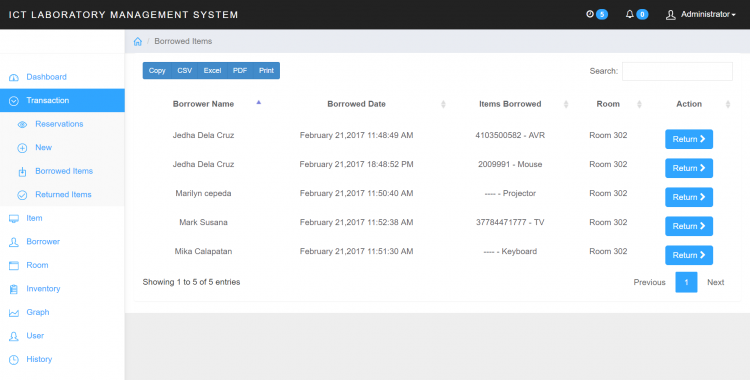 ICT LABORATORY MANAGEMENT SYSTEM
5
0
Administrator
/ Borrowed Items
Dashboard
Transaction
Reservations
New
Borrowed Items
Returned Items
Item
Borrower
Room
Inventory
Graph
User
History
Copy CSV Excel PDF Print
Search:
Borrower Name Borrowed Date Items Borrowed Room Action
Jedha Dela Cruz February 21,2017 11:48:49 AM 4103500582 - AVR Room 302 Return
Jedha Dela Cruz February 21,2017 18:48:52 PM 2009991 - Mouse Room 302 Return
Marilyn cepeda February 21,2017 11:50:40 AM ---- - Projector Room 302 Return
Mark Susana February 21,2017 11:52:38 AM 37784471777 - TV Room 302 Return
Mika Calapatan February 21,2017 11:51:30 AM ---- - Keyboard Room 302 Return
Showing 1 to 5 of 5 entries
Previous 1 Next